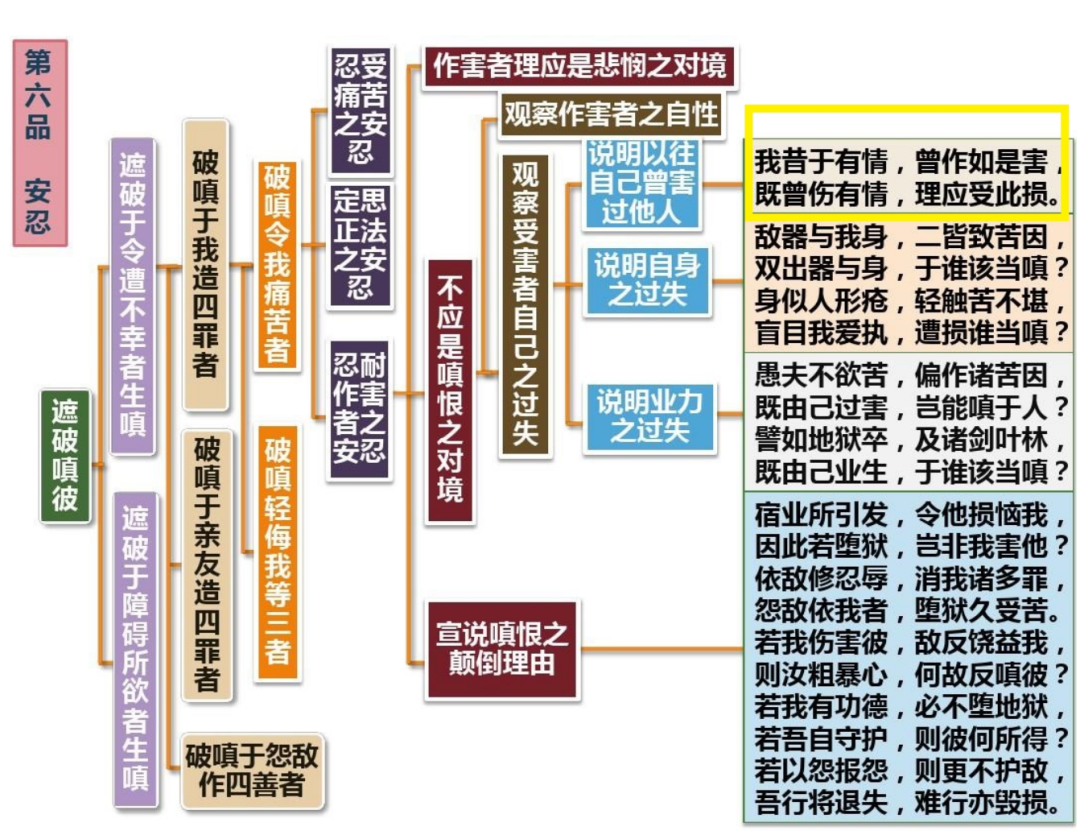 第六品 安忍
遮破嗔彼
遮破于令遭不幸者生嗔
遮破于障碍所欲者生嗔
破嗔于我造四罪者
破嗔于亲友造四罪者
破嗔于怨敌
作四善者
破嗔令我痛苦者
破嗔轻侮我等三者
忍受
痛苦
之安
忍
定思
正法
之安
忍
忍耐
作害
者之
安忍
作害者理应是悲悯之对境
不应是嗔恨之对境
宣说嗔恨之
颠倒理由
观察作害者之自性
观察受害者自己之过失
说明以往
自己曾害
过他人
说明自身
之过失
说明业力
之过失
我昔于有情，曾作如是害，
既曾伤有情，理应受此损。
敌器与我身，二皆致苦因，
双出器与身，于谁该当嗔？
身似人形疮，轻触苦不堪，
盲目我爱执，遭损谁当嗔？
愚夫不欲苦，偏作诸苦因，
既由己过害，岂能嗔于人？
譬如地狱卒，及诸剑叶林，
既由己业生，于谁该当嗔？
宿业所引发，令他损恼我，
因此若堕狱，岂非我害他？
依敌修忍辱，消我诸多罪，
怨敌依我者，堕狱久受苦。
若我伤害彼，敌反饶益我，
则汝粗暴心，何故反嗔彼？
若我有功德，必不堕地狱，
若吾自守护，则彼何所得？
若以怨报怨，则更不护敌，
吾行将退失，难行亦毁损。